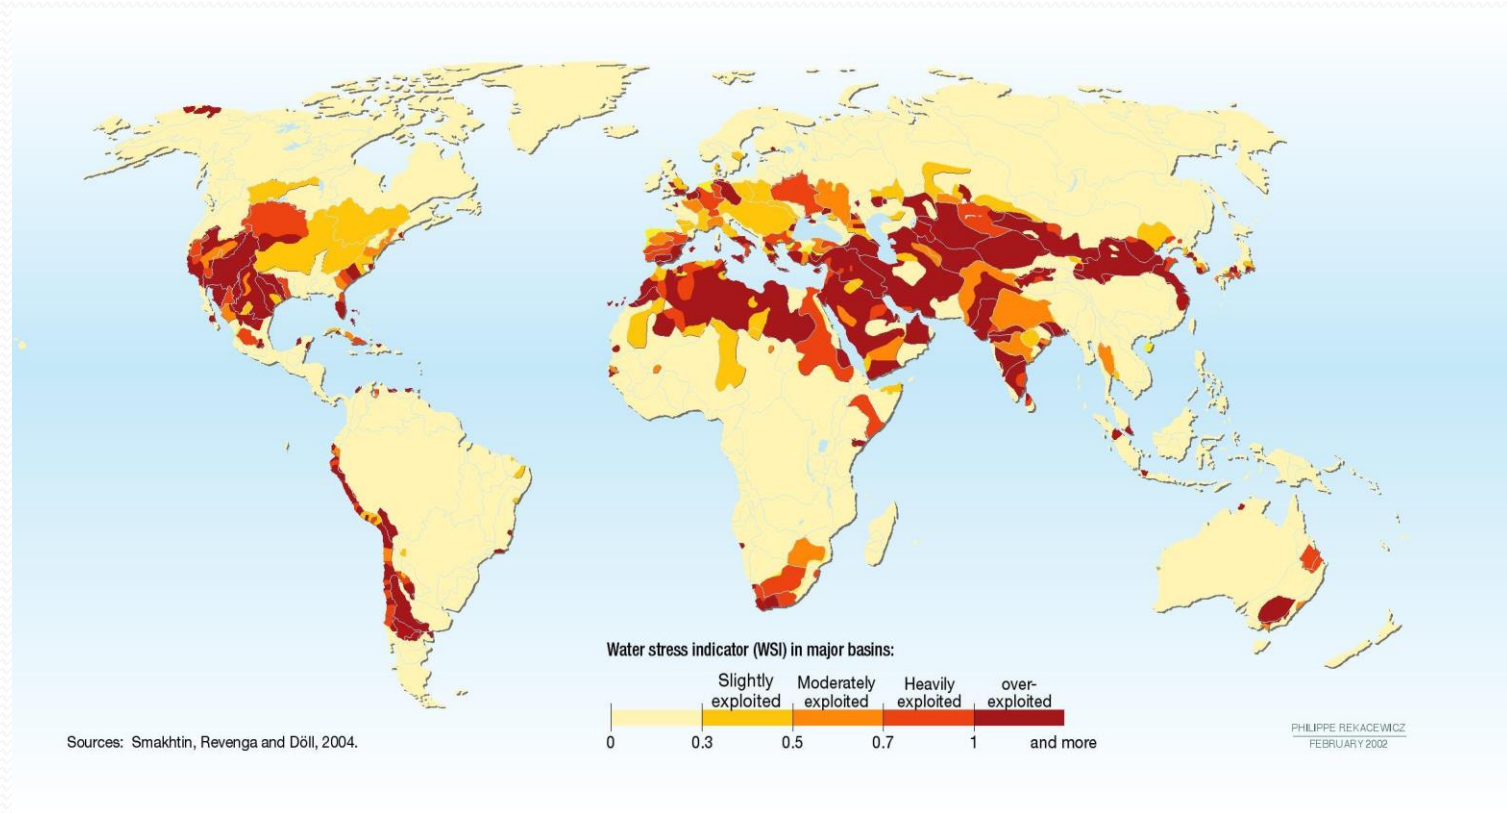 Water stress indicator (WSI) in major basins:
Slightly exploited
Moderately exploited
Heavily exploited
over-exploited
0
0.3
0.5
0.7
1
and more
Sources: Smakhtin, Revenga and Döll, 2004.
PHILIPPE REKACEWICZ
FEBRUARY 2002